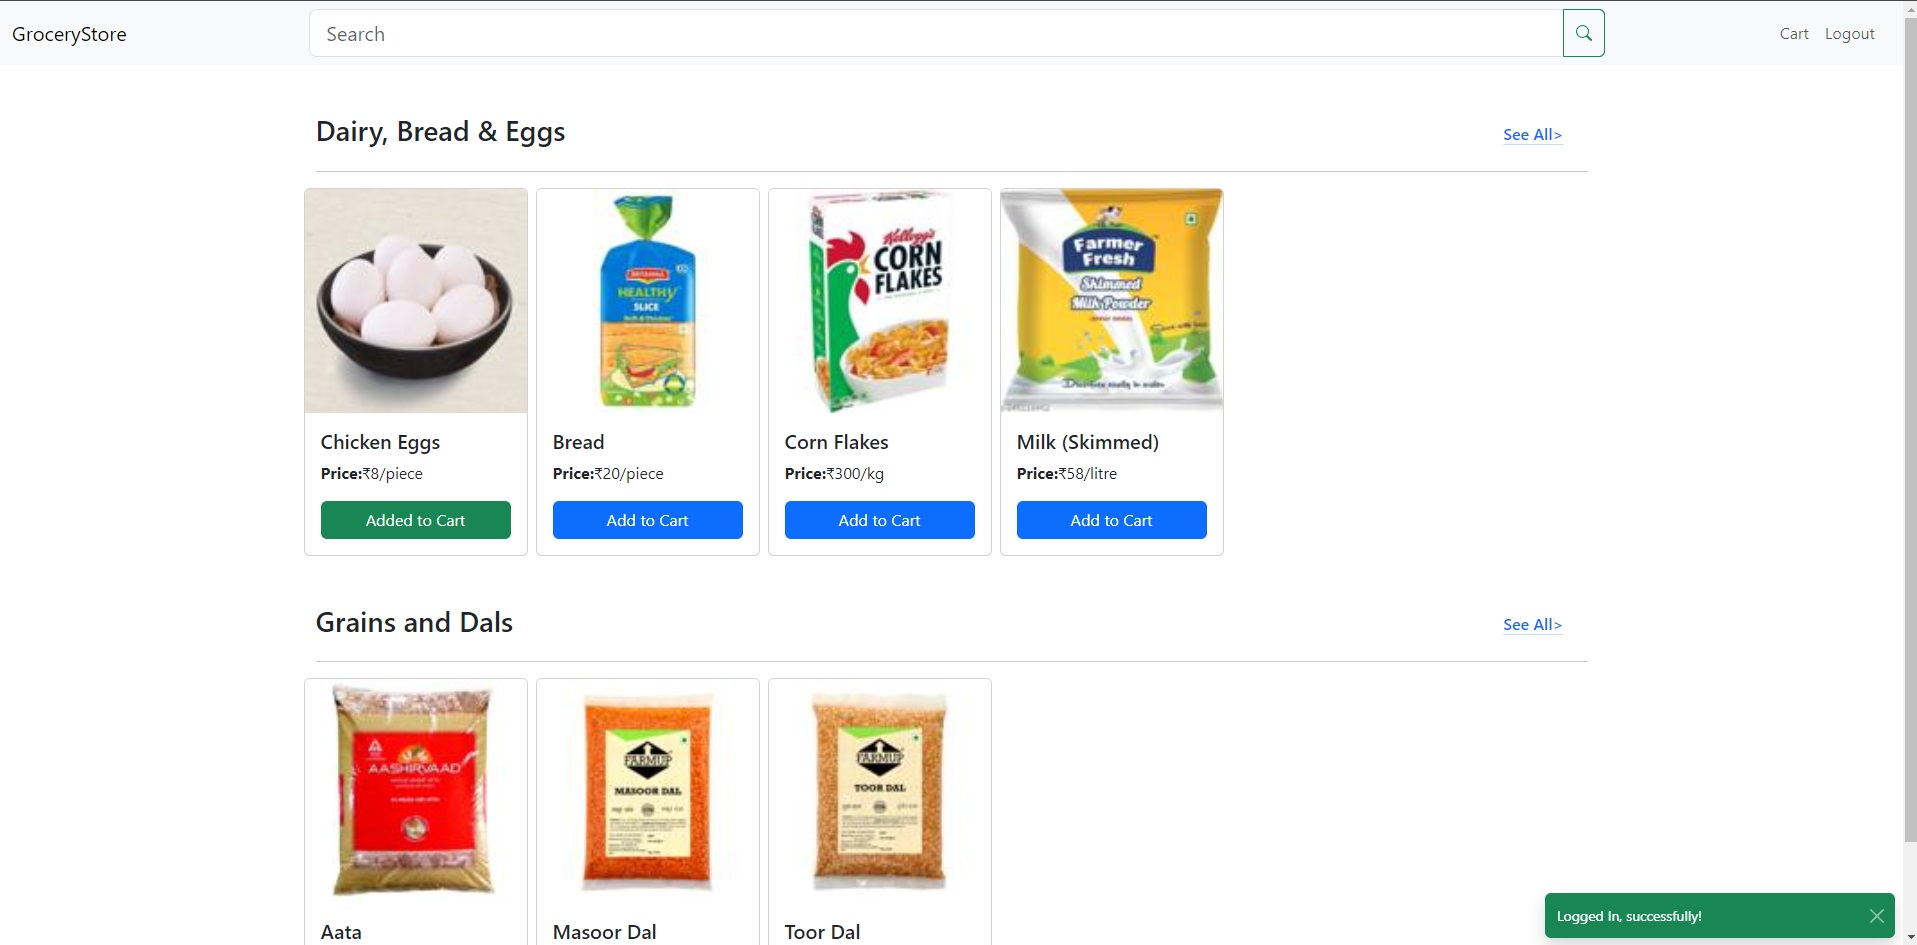 GroceryStore
Search
Cart
Logout
Dairy, Bread & Eggs
See All>
BRITANNIA
HEALTHY
SLICE
Kellogg's
CORN
FLAKES
Farmer
Fresh
Skimmed
Milk Powder
Chicken Eggs
Price:₹8/piece
Added to Cart
Bread
Price:₹20/piece
Add to Cart
Corn Flakes
Price:₹300/kg
Add to Cart
Milk (Skimmed)
Price:₹58/litre
Add to Cart
Grains and Dals
See All>
AASHIRVAAD
FARMUP
MASOOR DAL
FARMUP
TOOR DAL
Aata
Masoor Dal
Toor Dal
Logged In, successfully!